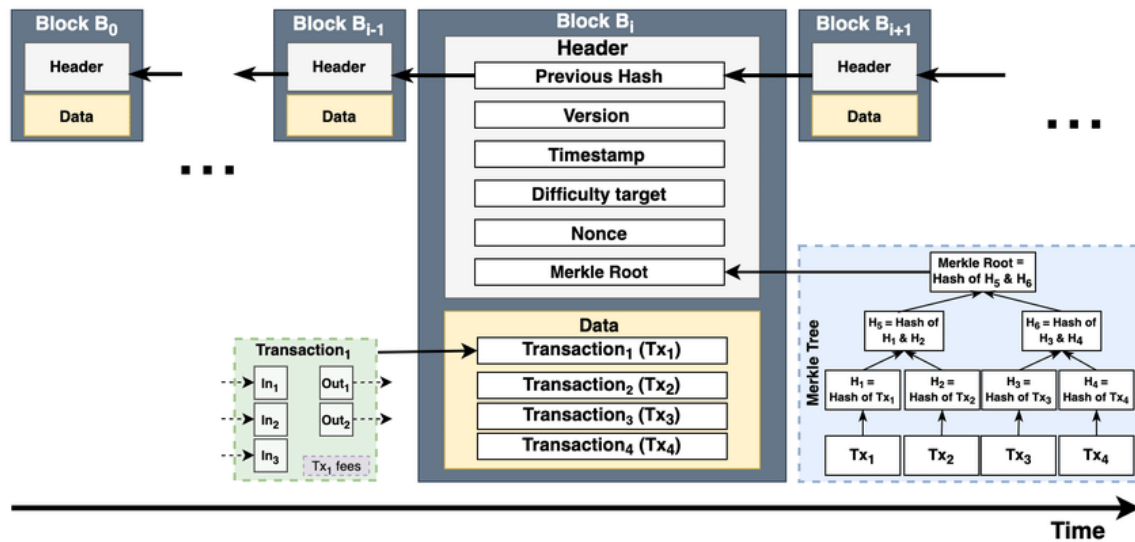 Block B₀
Header
Data
...
Block Bᵢ₋₁
Header
Data
Block Bᵢ
Header
Previous Hash
Version
Timestamp
Difficulty target
Nonce
Merkle Root
Data
Transaction₁ (Tx₁)
Transaction₂ (Tx₂)
Transaction₃ (Tx₃)
Transaction₄ (Tx₄)
Block Bᵢ₊₁
Header
Data
...
Transaction₁
In₁
In₂
In₃
Out₁
Out₂
Tx₁ fees
Merkle Tree
Merkle Root =
Hash of H₅ & H₆
H₅ = Hash of
H₁ & H₂
H₆ = Hash of
H₃ & H₄
H₁ =
Hash of Tx₁
H₂ =
Hash of Tx₂
H₃ =
Hash of Tx₃
H₄ =
Hash of Tx₄
Tx₁
Tx₂
Tx₃
Tx₄
Time